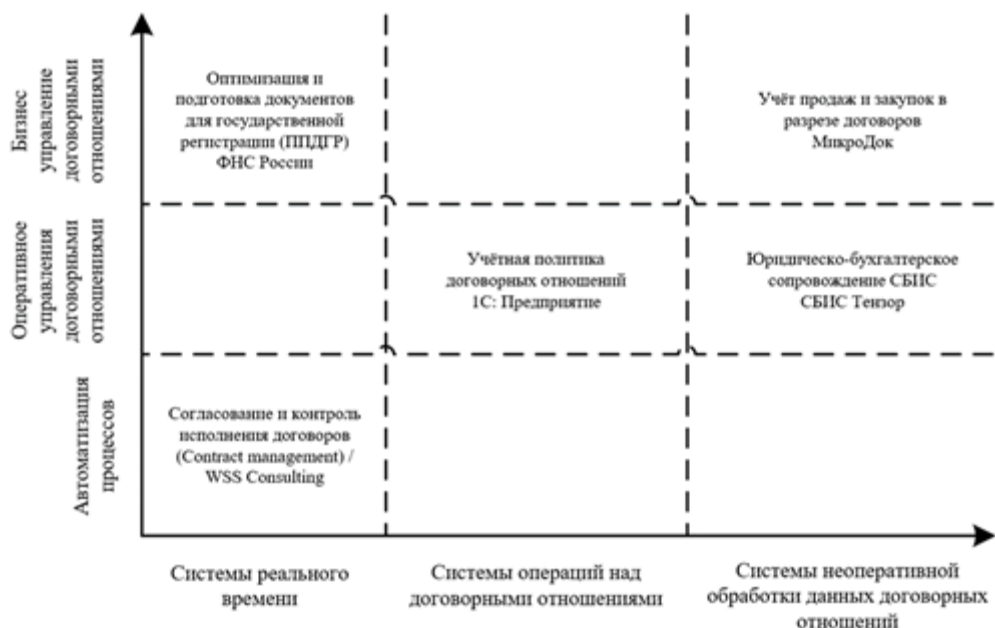 Бизнес
управление
договорными
отношениями
Оптимизация и
подготовка документов
для государственной
регистрации (ППДГР)
ФНС России
Учёт продаж и закупок в
разрезе договоров
МикроДок
Оперативное
управления
договорными
отношениями
Учётная политика
договорных отношений
1С: Предприятие
Юридическо-бухгалтерское
сопровождение СБИС
СБИС Тензор
Автоматизация
процессов
Согласование и контроль
исполнения договоров
(Contract management) /
WSS Consulting
Системы реального
времени
Системы операций над
договорными отношениями
Системы неоперативной
обработки данных договорных
отношений